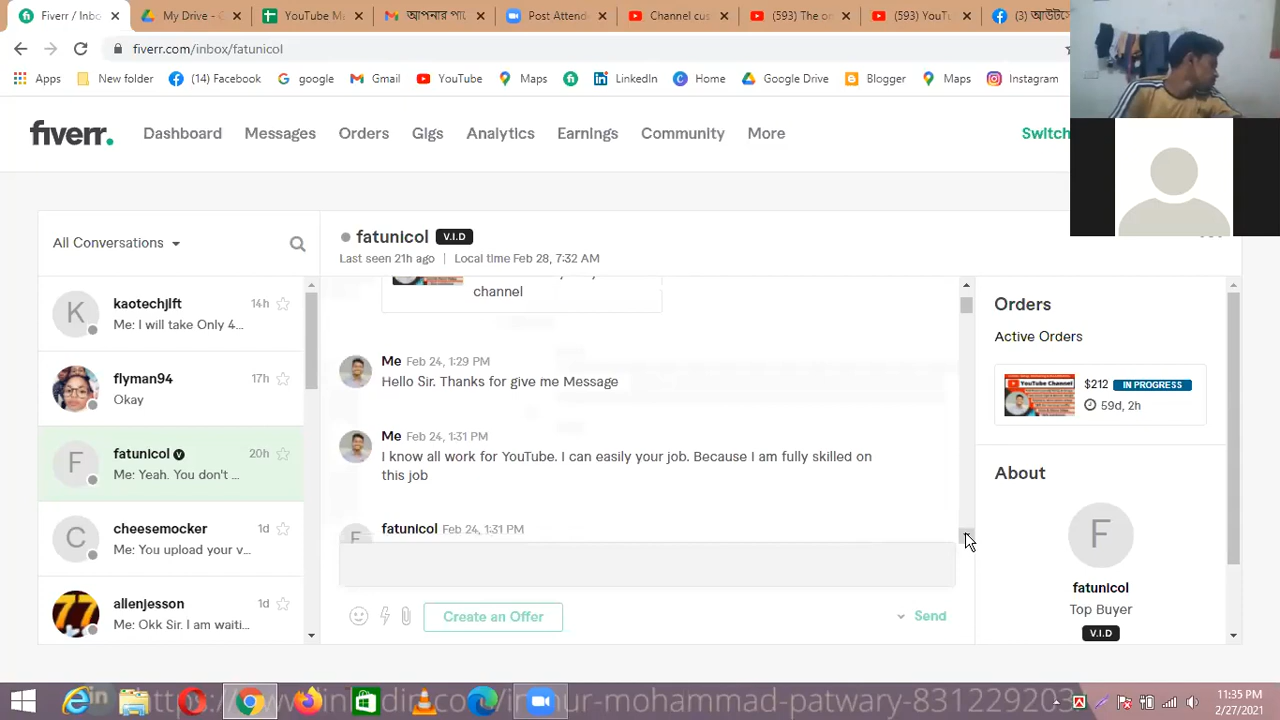 Fiverr / Inbo
My Drive - G
YouTube M
আপনার পা
Post Attende
Channel cus
(593) The o
(593) YouTu
fiverr.com/inbox/fatunicol
Apps
New folder
(14) Facebook
google
Gmail
YouTube
Maps
LinkedIn
Home
Google Drive
Blogger
Maps
Instagram
fiverr.
Dashboard
Messages
Orders
Gigs
Analytics
Earnings
Community
More
Switch
All Conversations
fatunicol V.I.D
Last seen 21h ago | Local time Feb 28, 7:32 AM
kaotechjlft 14h
Me: I will take Only 4...
flyman94 17h
Okay
fatunicol 20h
Me: Yeah. You don't ...
cheesemocker 1d
Me: You upload your v...
allenjesson 1d
Me: Okk Sir. I am waiti...
channel
Me Feb 24, 1:29 PM
Hello Sir. Thanks for give me Message
Me Feb 24, 1:31 PM
I know all work for YouTube. I can easily your job. Because I am fully skilled on
this job
fatunicol Feb 24, 1:31 PM
Create an Offer
Send
Orders
Active Orders
YouTube Channel
$212 IN PROGRESS
59d, 2h
About
F
fatunicol
Top Buyer
V.I.D
11:35 PM
2/27/2021